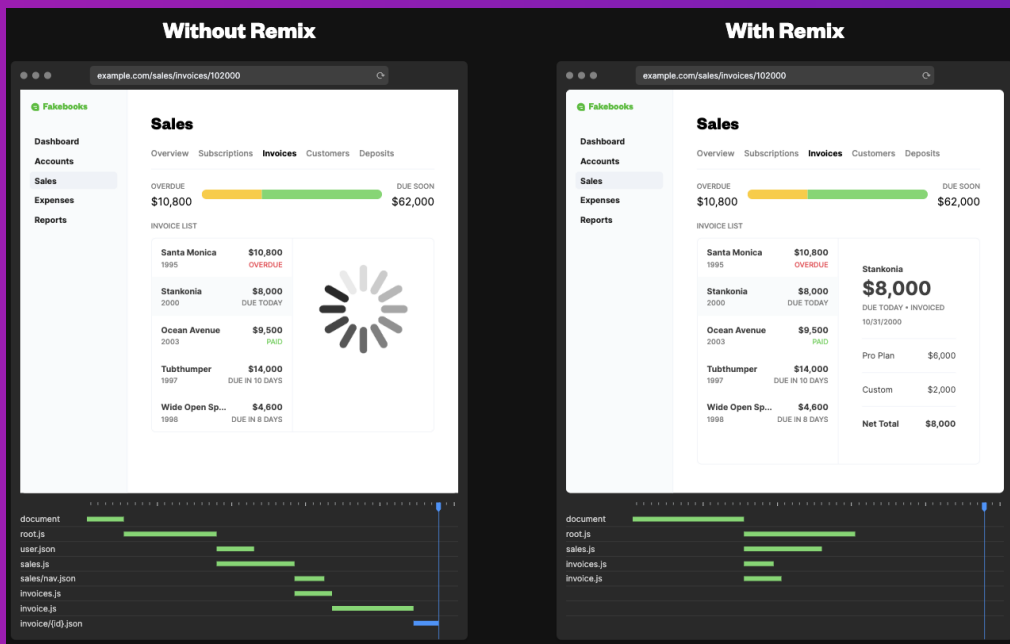 Without Remix
example.com/sales/invoices/102000
Fakebooks
Dashboard
Accounts
Sales
Expenses
Reports
Sales
Overview Subscriptions Invoices Customers Deposits
OVERDUE DUE SOON
$10,800 $62,000
INVOICE LIST
Santa Monica $10,800
1995 OVERDUE
Stankonia $8,000
2000 DUE TODAY
Ocean Avenue $9,500
2003 PAID
Tubthumper $14,000
1997 DUE IN 10 DAYS
Wide Open Sp... $4,600
1998 DUE IN 8 DAYS
document
root.js
user.json
sales.js
sales/nav.json
invoices.js
invoice.js
invoice/{id}.json
With Remix
example.com/sales/invoices/102000
Fakebooks
Dashboard
Accounts
Sales
Expenses
Reports
Sales
Overview Subscriptions Invoices Customers Deposits
OVERDUE DUE SOON
$10,800 $62,000
INVOICE LIST
Santa Monica $10,800
1995 OVERDUE
Stankonia $8,000
2000 DUE TODAY
Ocean Avenue $9,500
2003 PAID
Tubthumper $14,000
1997 DUE IN 10 DAYS
Wide Open Sp... $4,600
1998 DUE IN 8 DAYS
Stankonia
$8,000
DUE TODAY • INVOICED
10/31/2000
Pro Plan $6,000
Custom $2,000
Net Total $8,000
document
root.js
sales.js
invoices.js
invoice.js